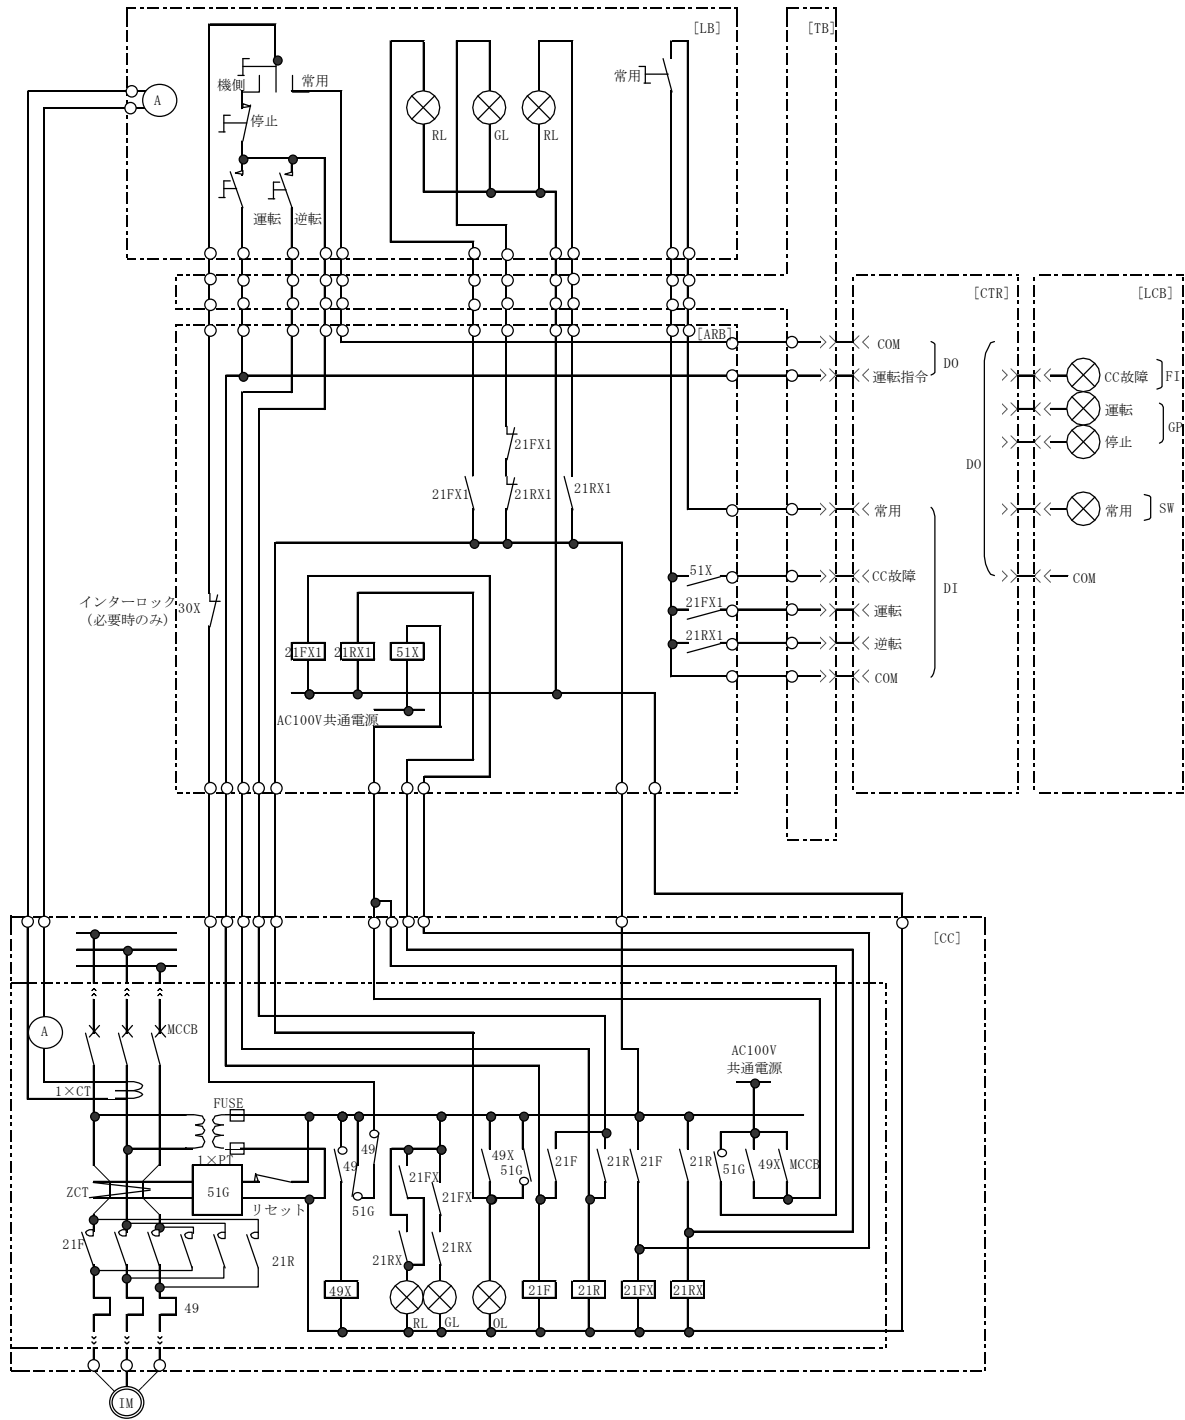 [LB]
[TB]
機側
常用
停止
運転
逆転
A
RL
GL
RL
常用
[CTR]
[LCB]
[ARB]
COM
運転指令
DO
DO
CC故障
FI
運転
停止
GP
常用
SW
COM
常用
CC故障
運転
逆転
COM
DI
21FX1
21FX1
21RX1
21RX1
51X
21FX1
21RX1
インターロック
(必要時のみ)
30X
21FX1
21RX1
51X
AC100V共通電源
[CC]
A
MCCB
1×CT
AC100V
共通電源
FUSE
1×PT
ZCT
51G
リセット
49
49
51G
21FX
21FX
21RX
21RX
49X
51G
21F
21R
21F
21R
51G
49X
MCCB
21F
21R
49X
21F
21R
21FX
21RX
49
RL
GL
OL
IM